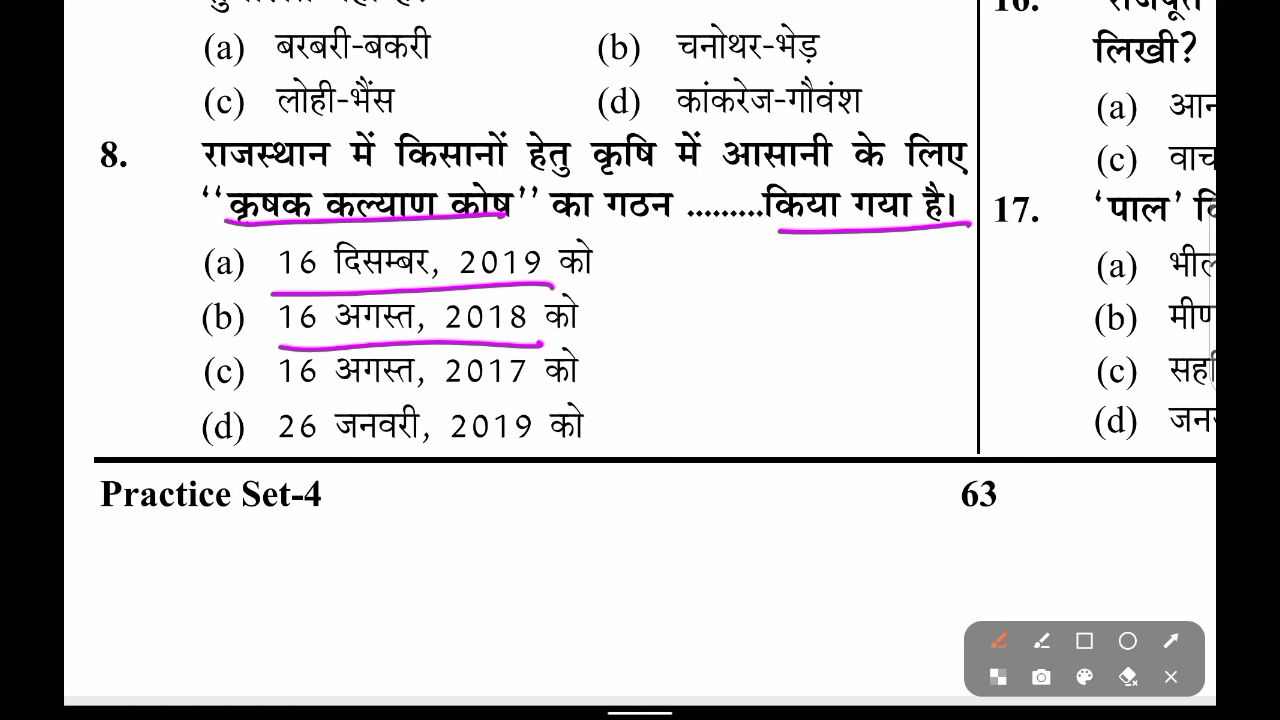 (a) बरबरी-बकरी (b) चनोथर-भेड़
(c) लोही-भैंस (d) कांकरेज-गौवंश
8. राजस्थान में किसानों हेतु कृषि में आसानी के लिए
‘‘कृषक कल्याण कोष’’ का गठन .........किया गया है।
(a) 16 दिसम्बर, 2019 को
(b) 16 अगस्त, 2018 को
(c) 16 अगस्त, 2017 को
(d) 26 जनवरी, 2019 को
Practice Set-4
63
16.
लिखी?
(a)
(c)
17. ‘पाल’
(a)
(b)
(c)
(d)